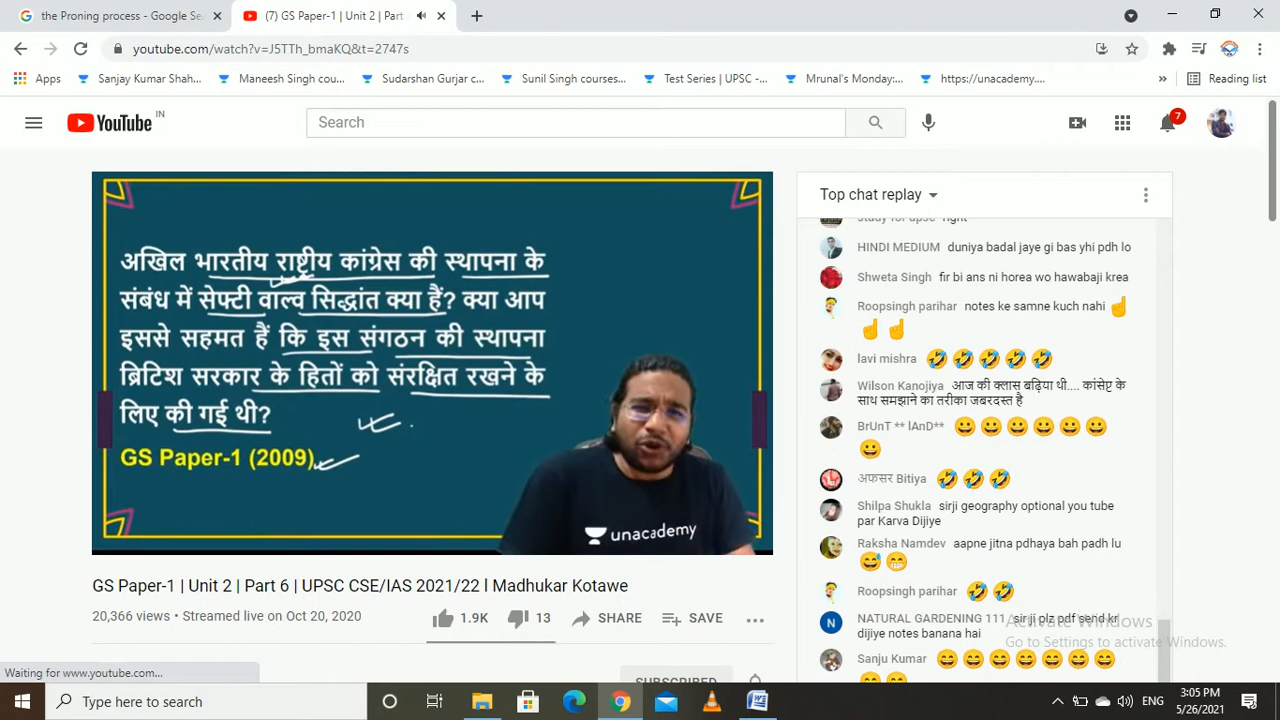 the Proning process - Google Se
(7) GS Paper-1 | Unit 2 | Part
youtube.com/watch?v=J5TTh_bmaKQ&t=2747s
Apps
Sanjay Kumar Shah...
Maneesh Singh cou...
Sudarshan Gurjar c...
Sunil Singh courses...
Test Series | UPSC -...
Mrunal's Monday:...
https://unacademy....
»
Reading list
YouTube IN
Search
7
अखिल भारतीय राष्ट्रीय कांग्रेस की स्थापना के
संबंध में सेफ्टी वाल्व सिद्धांत क्या हैं? क्या आप
इससे सहमत हैं कि इस संगठन की स्थापना
ब्रिटिश सरकार के हितों को संरक्षित रखने के
लिए की गई थी?
GS Paper-1 (2009)
unacademy
GS Paper-1 | Unit 2 | Part 6 | UPSC CSE/IAS 2021/22 l Madhukar Kotawe
20,366 views • Streamed live on Oct 20, 2020
1.9K
13
SHARE
SAVE
SUBSCRIBED
Top chat replay
study for upsc right
HINDI MEDIUM duniya badal jaye gi bas yhi pdh lo
Shweta Singh fir bi ans ni horea wo hawabaji krea
Roopsingh parihar notes ke samne kuch nahi ☝
☝☝
lavi mishra 🤣🤣🤣🤣🤣
Wilson Kanojiya आज की क्लास बढ़िया थी.... कांसेप्ट के
साथ समझाने का तरीका जबरदस्त है
BrUnT ** lAnD** 😀😀😀😀😀😀
😀
अफसर Bitiya 🤣🤣🤣
Shilpa Shukla sirji geography optional you tube
par Karva Dijiye
Raksha Namdev aapne jitna pdhaya bah padh lu
😅😁
Roopsingh parihar 🤣🤣
NATURAL GARDENING 111 sir ji plz pdf send kr
dijiye notes banana hai
Sanju Kumar 😄😄😄😄😄😄😄
😄😄
Activate Windows
Go to Settings to activate Windows.
Waiting for www.youtube.com...
Type here to search
ENG
3:05 PM
5/26/2021